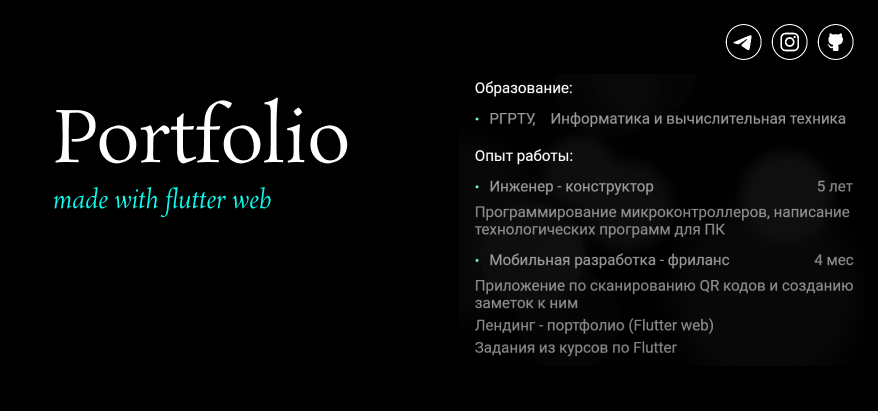 Portfolio
made with flutter web
Образование:
• РГРТУ, Информатика и вычислительная техника
Опыт работы:
• Инженер - конструктор 5 лет
Программирование микроконтроллеров, написание
технологических программ для ПК
• Мобильная разработка - фриланс 4 мес
Приложение по сканированию QR кодов и созданию
заметок к ним
Лендинг - портфолио (Flutter web)
Задания из курсов по Flutter